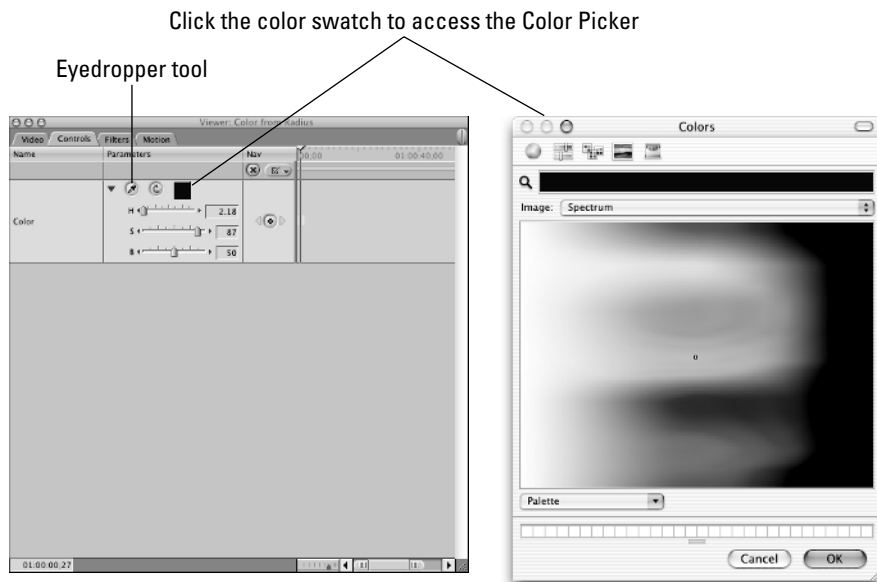 Click the color swatch to access the Color Picker
Eyedropper tool
Viewer: Color from Radius
Video Controls Filters Motion
Name Parameters Nav 00:00 01:00:40:00
Color
H 2.18
S 87
B 50
01:00:00;27
Colors
Image: Spectrum
Palette
Cancel OK